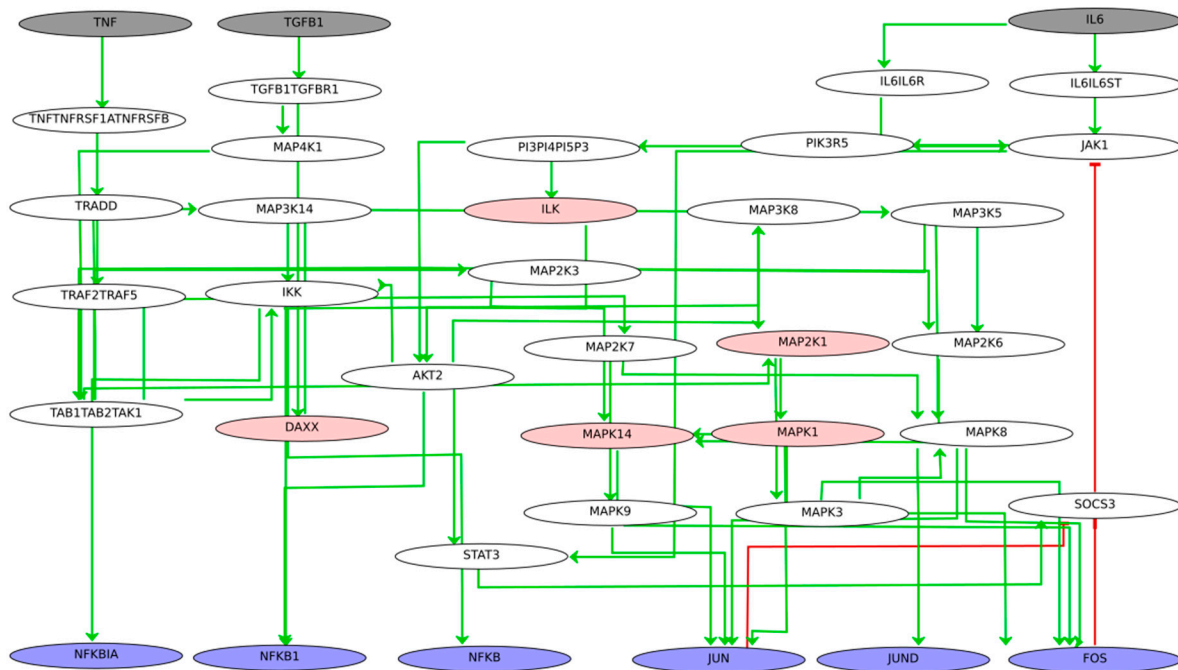 TNF
TGFB1
IL6
TGFB1TGFBR1
IL6IL6R
IL6IL6ST
TNFTNFRSF1ATNFRSFB
MAP4K1
PI3PI4PI5P3
PIK3R5
JAK1
TRADD
MAP3K14
ILK
MAP3K8
MAP3K5
MAP2K3
TRAF2TRAF5
IKK
MAP2K7
MAP2K1
MAP2K6
AKT2
TAB1TAB2TAK1
DAXX
MAPK14
MAPK1
MAPK8
MAPK9
MAPK3
SOCS3
STAT3
NFKBIA
NFKB1
NFKB
JUN
JUND
FOS